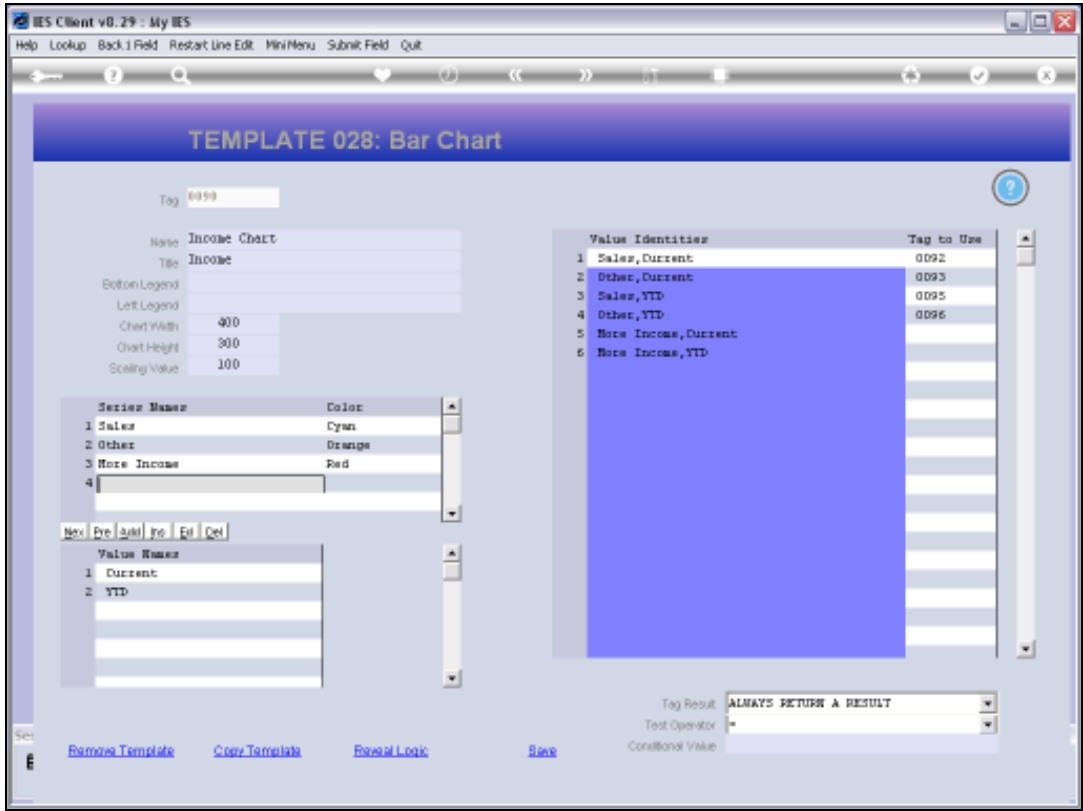 IES Client v8.29 : My IES
Help Lookup Back 1 Field Restart Line Edit Mini Menu Submit Field Quit
TEMPLATE 028: Bar Chart
Tag 0090
Name Income Chart
Title Income
Bottom Legend
Left Legend
Chart Width 400
Chart Height 300
Scaling Value 100
Series Names Color
1 Sales Cyan
2 Other Orange
3 More Income Red
4
Nex Pre Add Ins Ed Del
Value Names
1 Current
2 YTD
Value Identities Tag to Use
1 Sales,Current 0092
2 Other,Current 0093
3 Sales,YTD 0095
4 Other,YTD 0096
5 More Income,Current
6 More Income,YTD
Tag Result ALWAYS RETURN A RESULT
Test Operator =
Conditional Value
Remove Template Copy Template Reveal Logic Save